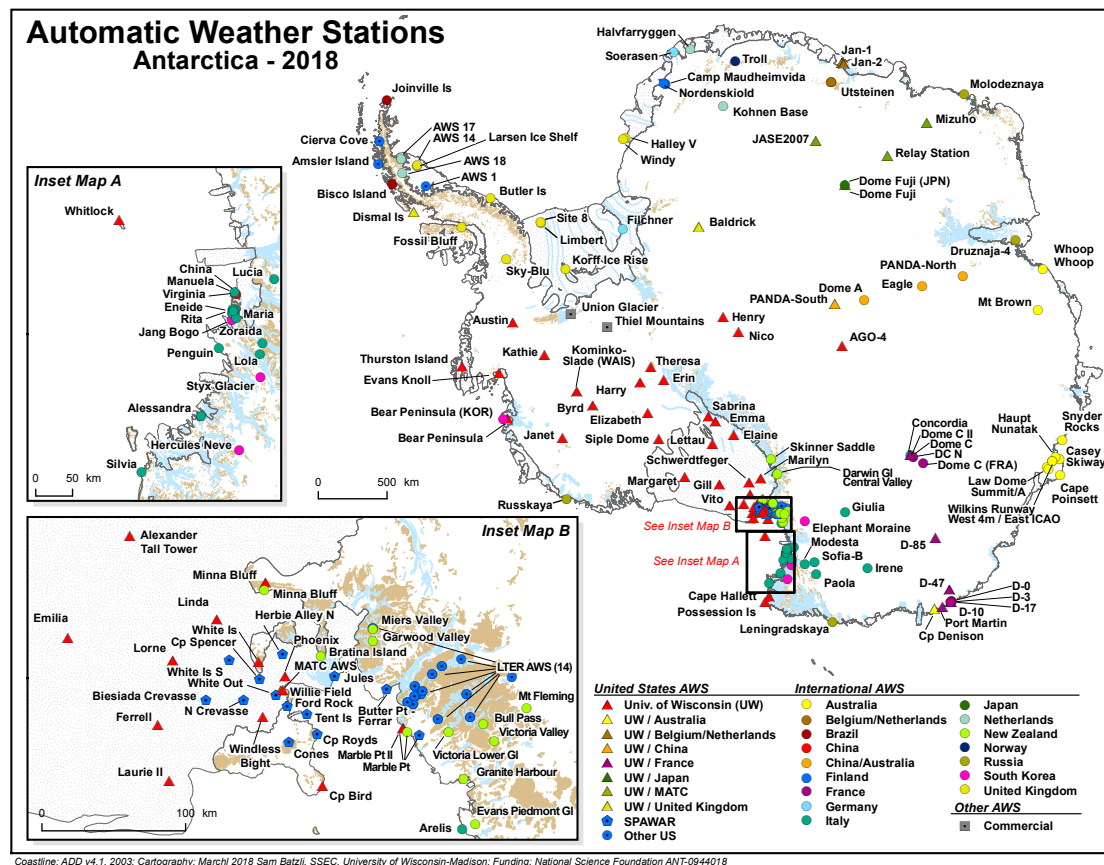 Automatic Weather Stations
Antarctica - 2018
Halvfarryggen
Soerasen
Troll
Jan-1
Jan-2
Camp Maudheimvida
Nordenskiold
Utsteinen
Molodeznaya
Kohnen Base
Mizuho
JASE2007
Relay Station
Halley V
Windy
Dome Fuji (JPN)
Dome Fuji
Joinville Is
AWS 17
AWS 14
Larsen Ice Shelf
Cierva Cove
AWS 18
Amsler Island
AWS 1
Bisco Island
Butler Is
Dismal Is
Fossil Bluff
Site 8
Limbert
Filchner
Baldrick
Korff Ice Rise
Sky-Blu
Druznaja-4
Whoop
Whoop
PANDA-North
Eagle
Dome A
PANDA-South
Mt Brown
Union Glacier
Thiel Mountains
Austin
Henry
Nico
AGO-4
Kathie
Kominko-
Slade (WAIS)
Theresa
Thurston Island
Evans Knoll
Harry
Erin
Byrd
Elizabeth
Sabrina
Emma
Bear Peninsula (KOR)
Bear Peninsula
Janet
Siple Dome
Lettau
Elaine
Skinner Saddle
Marilyn
Schwerdtfeger
Darwin Gl
Central Valley
Margaret
Gill
Vito
Russkaya
Concordia
Dome C II
Dome C
DC N
Dome C (FRA)
Haupt
Nunatak
Snyder
Rocks
Casey
Skiway
Law Dome
Summit/A
Cape
Poinsett
Wilkins Runway
West 4m / East ICAO
See Inset Map B
See Inset Map A
Giulia
Elephant Moraine
Modesta
Sofia-B
D-85
Irene
Paola
Cape Hallett
Possession Is
Leningradskaya
D-47
D-0
D-3
D-17
D-10
Port Martin
Cp Denison
0
500 km
Inset Map A
Whitlock
China
Lucia
Manuela
Virginia
Eneide
Maria
Rita
Jang Bogo
Zoraida
Penguin
Lola
Styx Glacier
Alessandra
Hercules Neve
Silvia
0
50 km
Inset Map B
Alexander
Tall Tower
Minna Bluff
Minna Bluff
Linda
Herbie Alley N
Miers Valley
Emilia
White Is
Phoenix
Garwood Valley
Cp Spencer
Bratina Island
Lorne
MATC AWS
LTER AWS (14)
White Is S
Jules
White Out
Willie Field
Biesiada Crevasse
Ford Rock
Butter Pt -
Ferrar
Mt Fleming
N Crevasse
Tent Is
Bull Pass
Ferrell
Victoria Valley
Cp Royds
Marble Pt II
Windless
Bight
Cones
Marble Pt
Victoria Lower Gl
Laurie II
Granite Harbour
Cp Bird
Evans Piedmont Gl
Arelis
0
100 km
United States AWS
Univ. of Wisconsin (UW)
UW / Australia
UW / Belgium/Netherlands
UW / China
UW / France
UW / Japan
UW / MATC
UW / United Kingdom
SPAWAR
Other US
International AWS
Australia
Belgium/Netherlands
Brazil
China
China/Australia
Finland
France
Germany
Italy
Japan
Netherlands
New Zealand
Norway
Russia
South Korea
United Kingdom
Other AWS
Commercial
Coastline: ADD v4.1, 2003; Cartography: Marchl 2018 Sam Batzli, SSEC, University of Wisconsin-Madison; Funding: National Science Foundation ANT-0944018